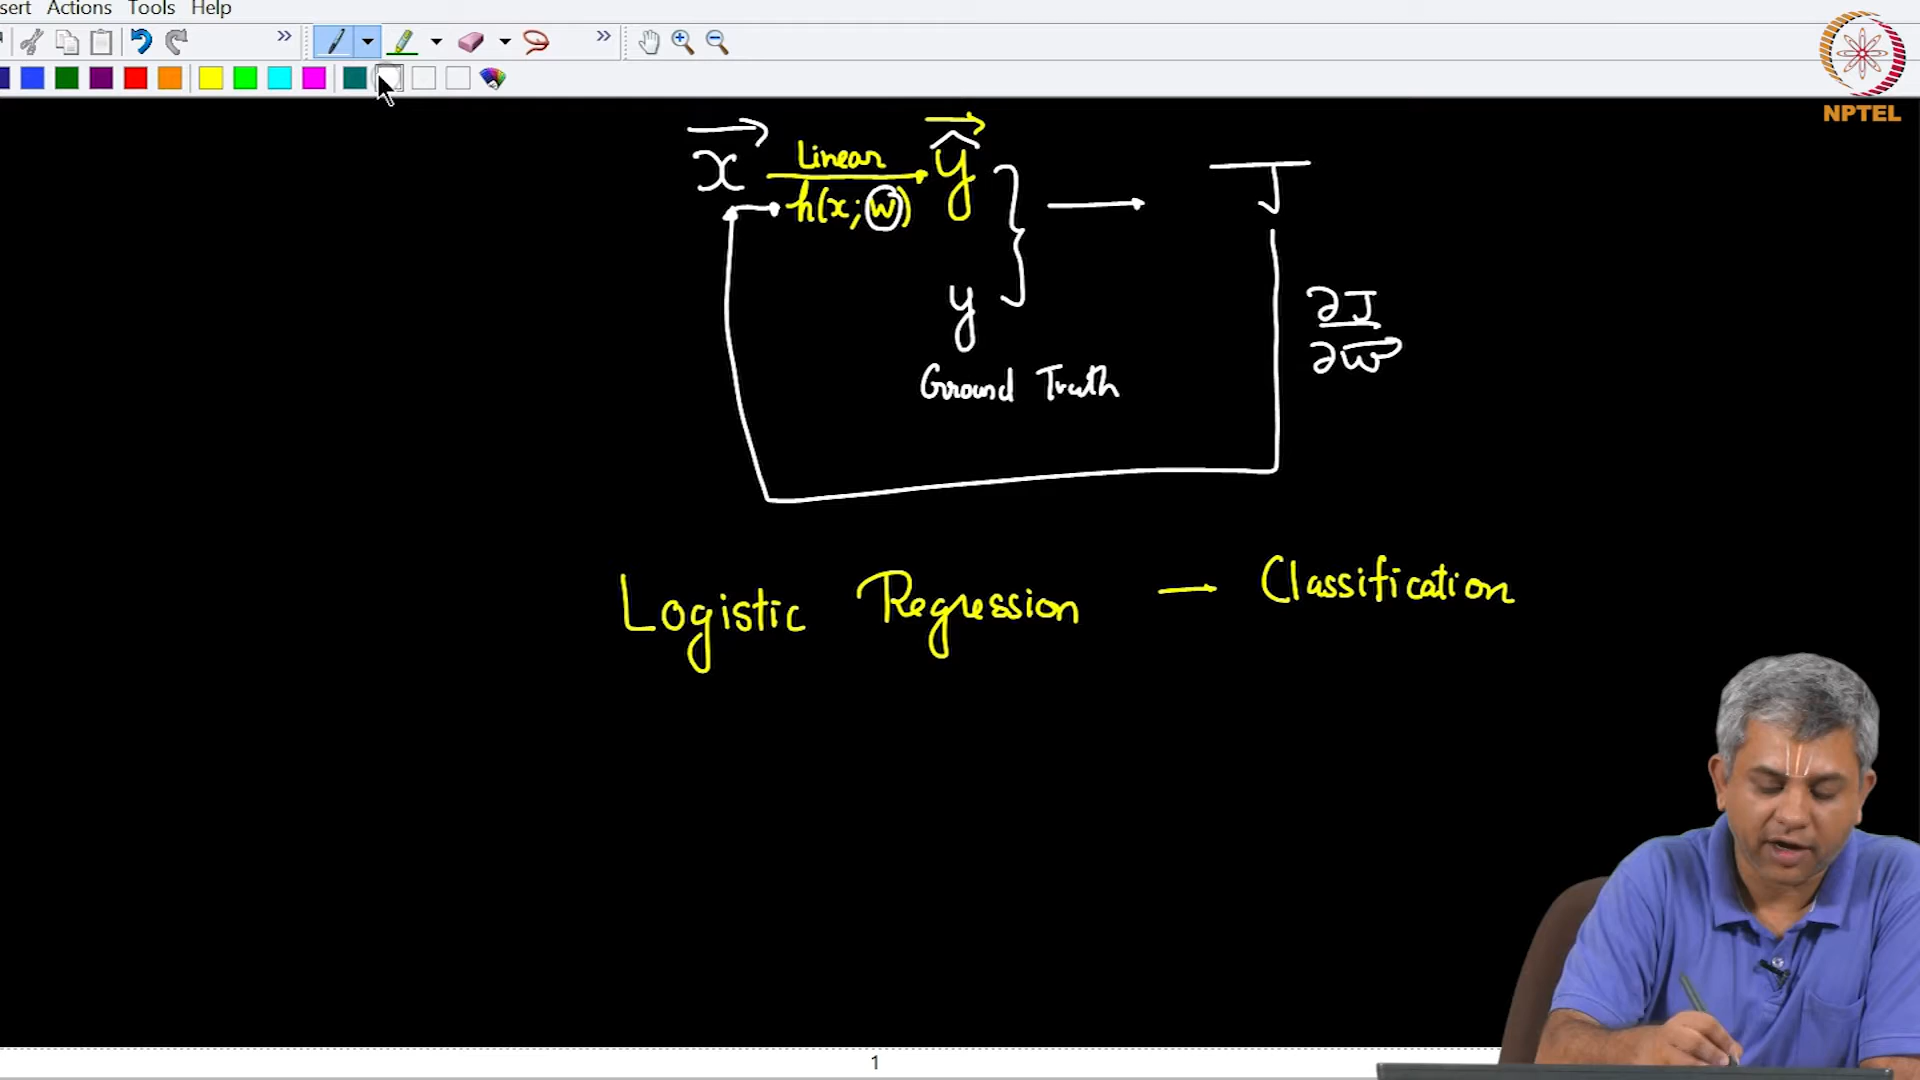 sert Actions Tools Help
NPTEL
x Linear ŷ
h(x; w)
J
y
∂J
∂w
Ground Truth
Logistic Regression — Classification
1